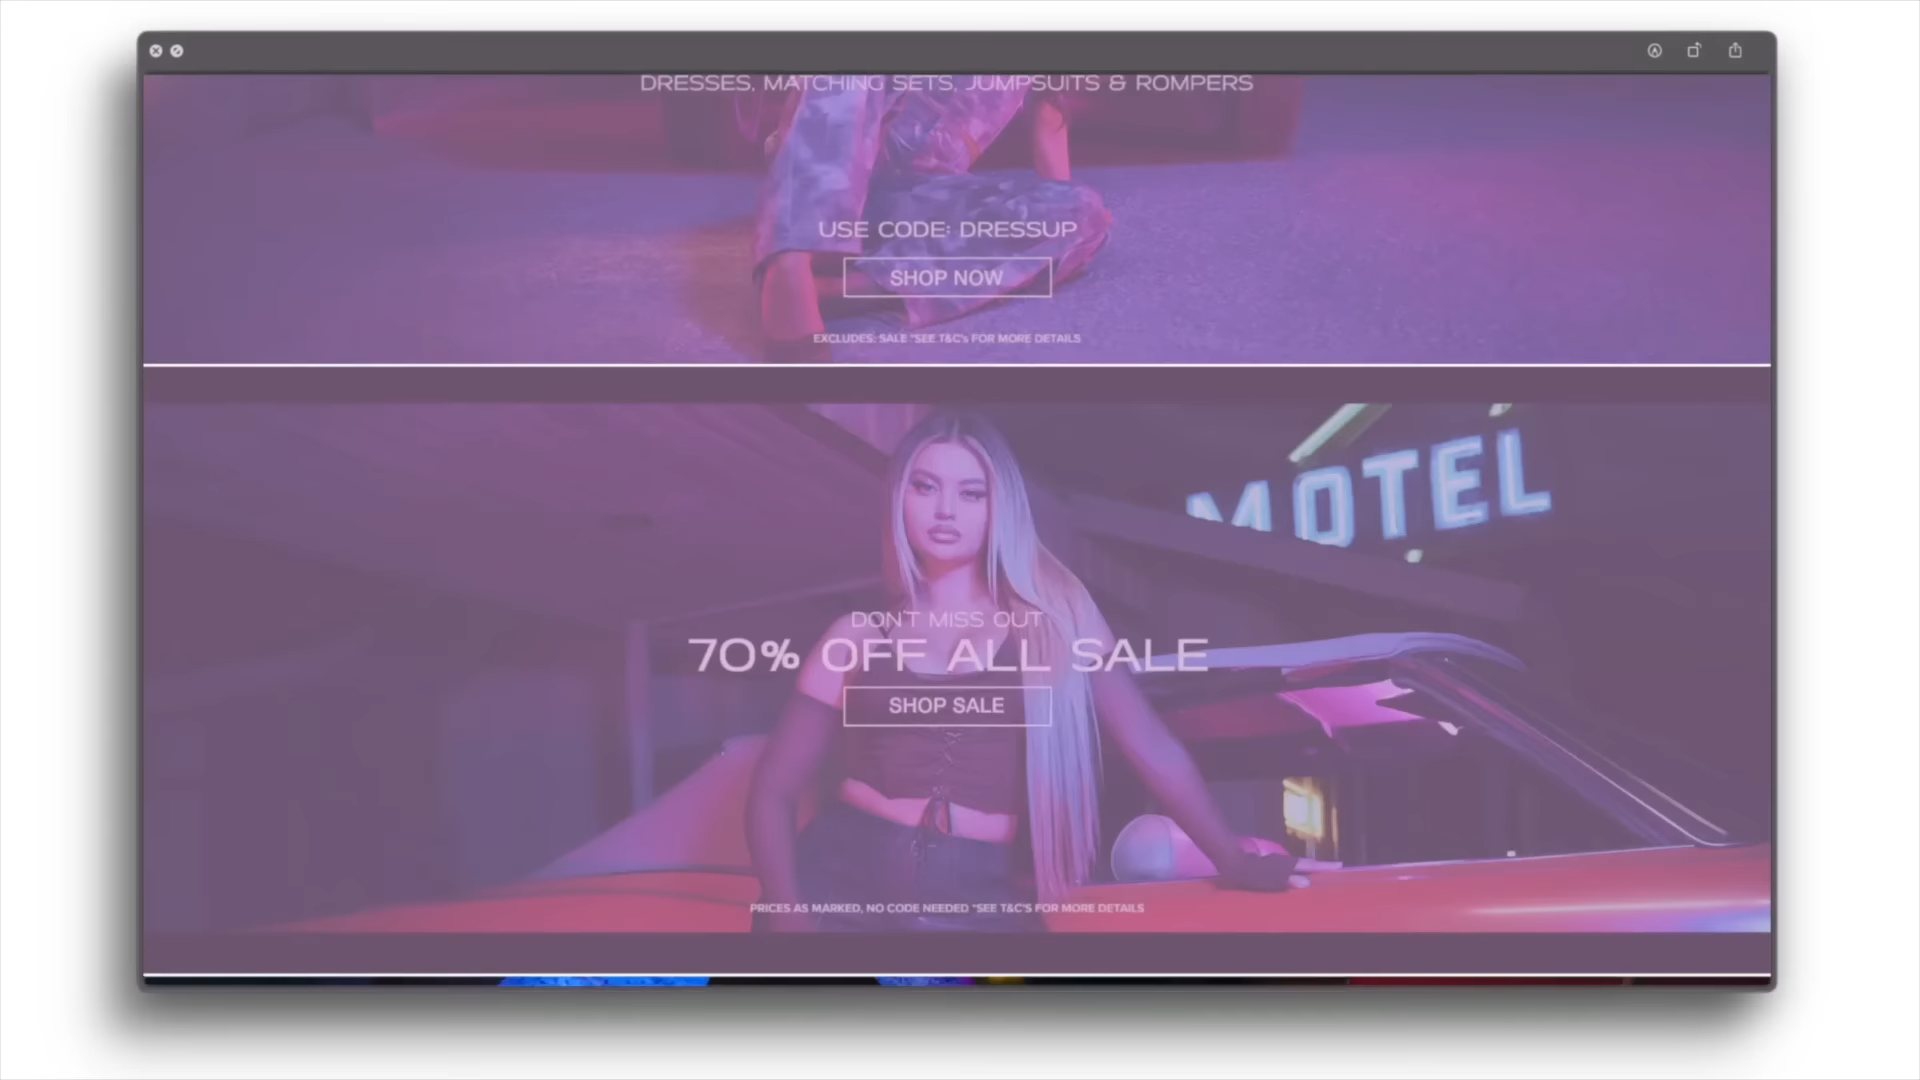 DRESSES, MATCHING SETS, JUMPSUITS & ROMPERS
USE CODE: DRESSUP
SHOP NOW
EXCLUDES: SALE *SEE T&C's FOR MORE DETAILS
MOTEL
DON'T MISS OUT
70% OFF ALL SALE
SHOP SALE
PRICES AS MARKED, NO CODE NEEDED *SEE T&C'S FOR MORE DETAILS